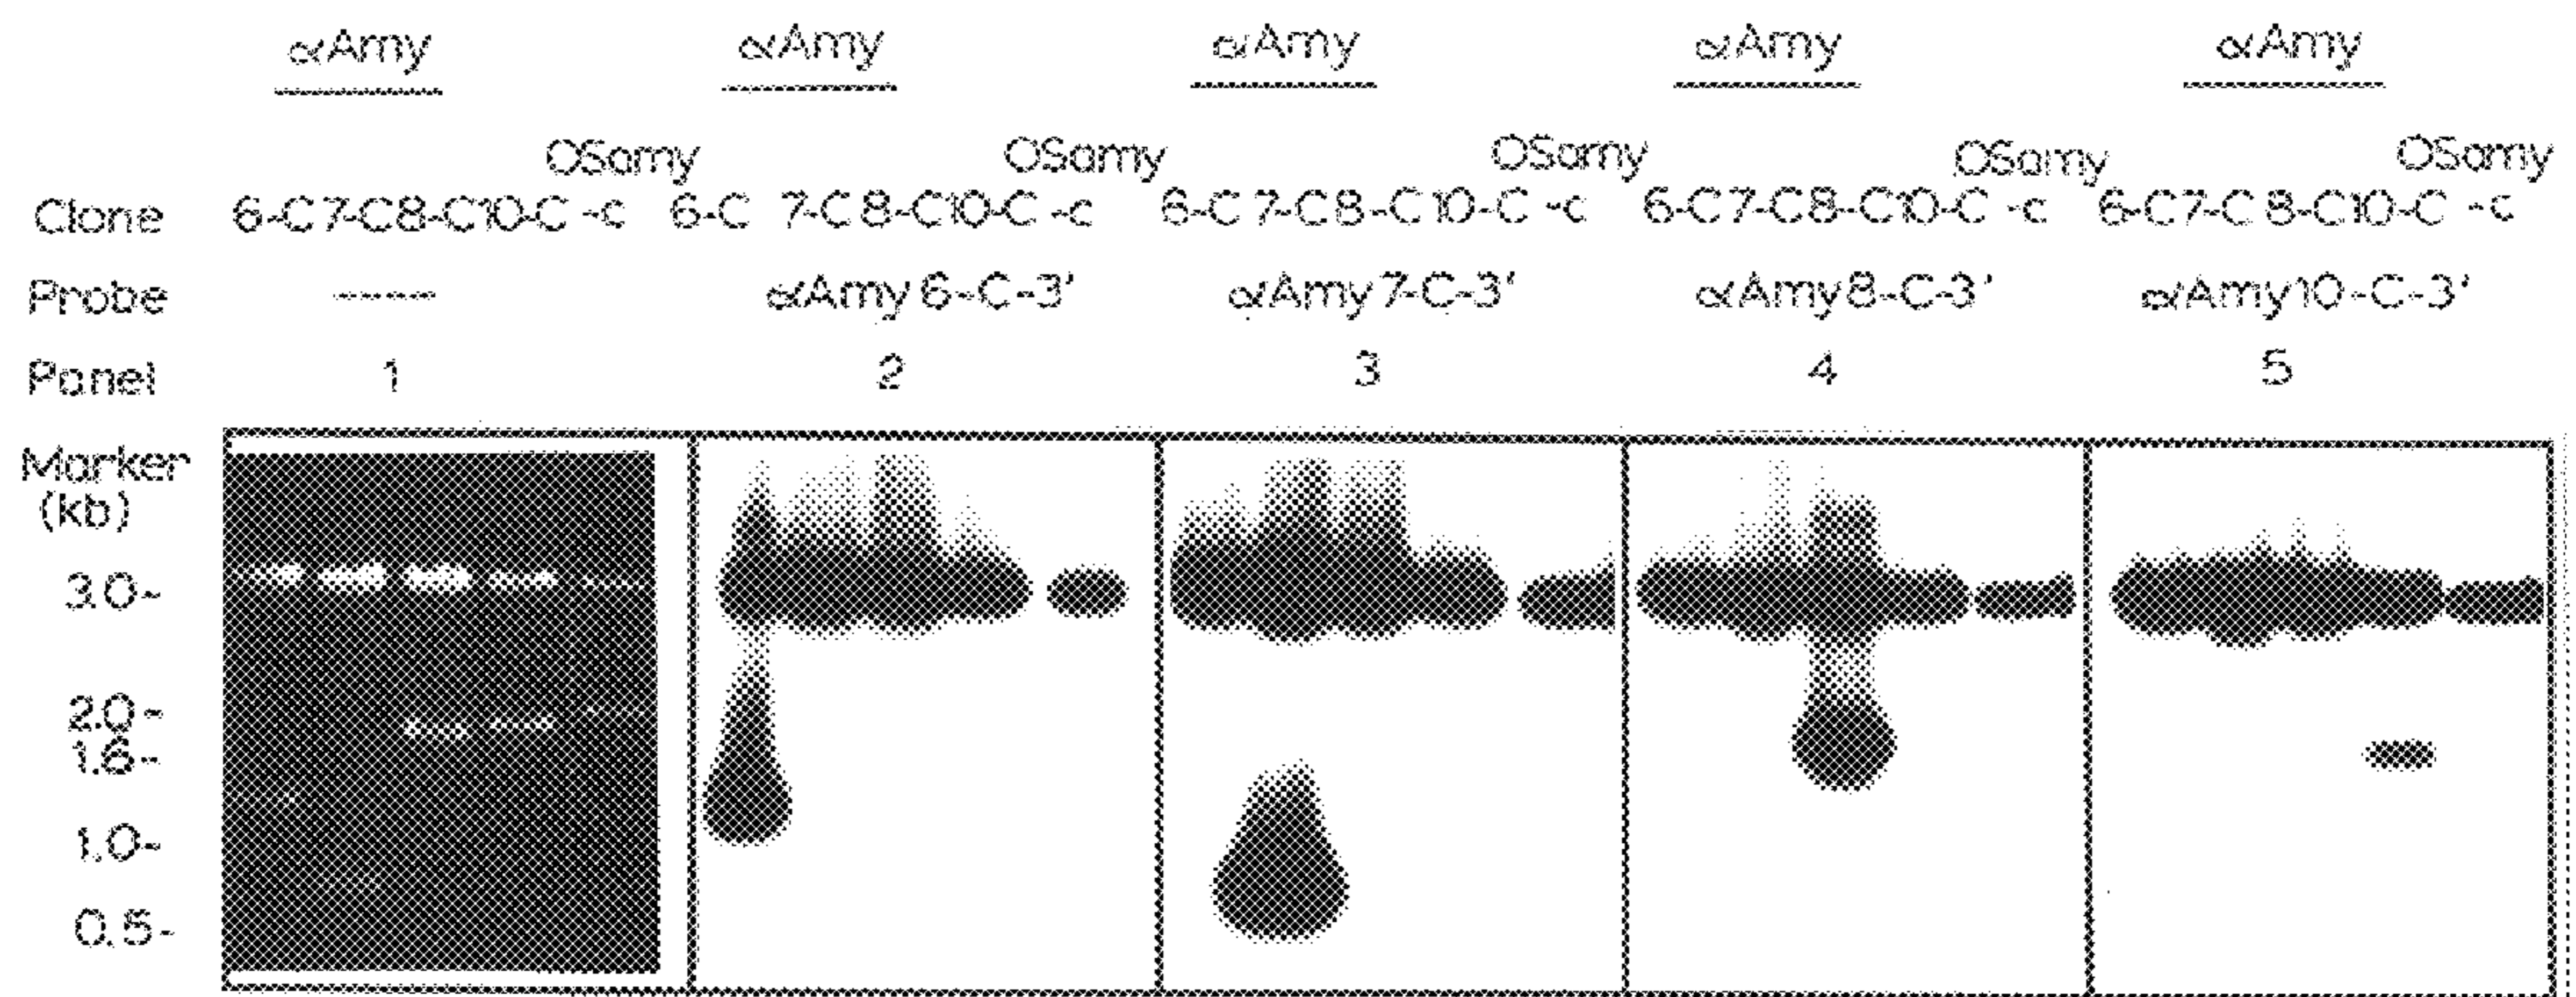 αAmy αAmy αAmy αAmy αAmy
OSamy OSamy OSamy OSamy OSamy
Clone 6-C 7-C 8-C 10-C -c 6-C 7-C 8-C 10-C -c 6-C 7-C 8-C 10-C -c 6-C 7-C 8-C 10-C -c 6-C 7-C 8-C 10-C -c
Probe ----- αAmy 6-C-3' αAmy 7-C-3' αAmy 8-C-3' αAmy 10-C-3'
Panel 1 2 3 4 5
Marker
(kb)
3.0-
2.0-
1.6-
1.0-
0.5-